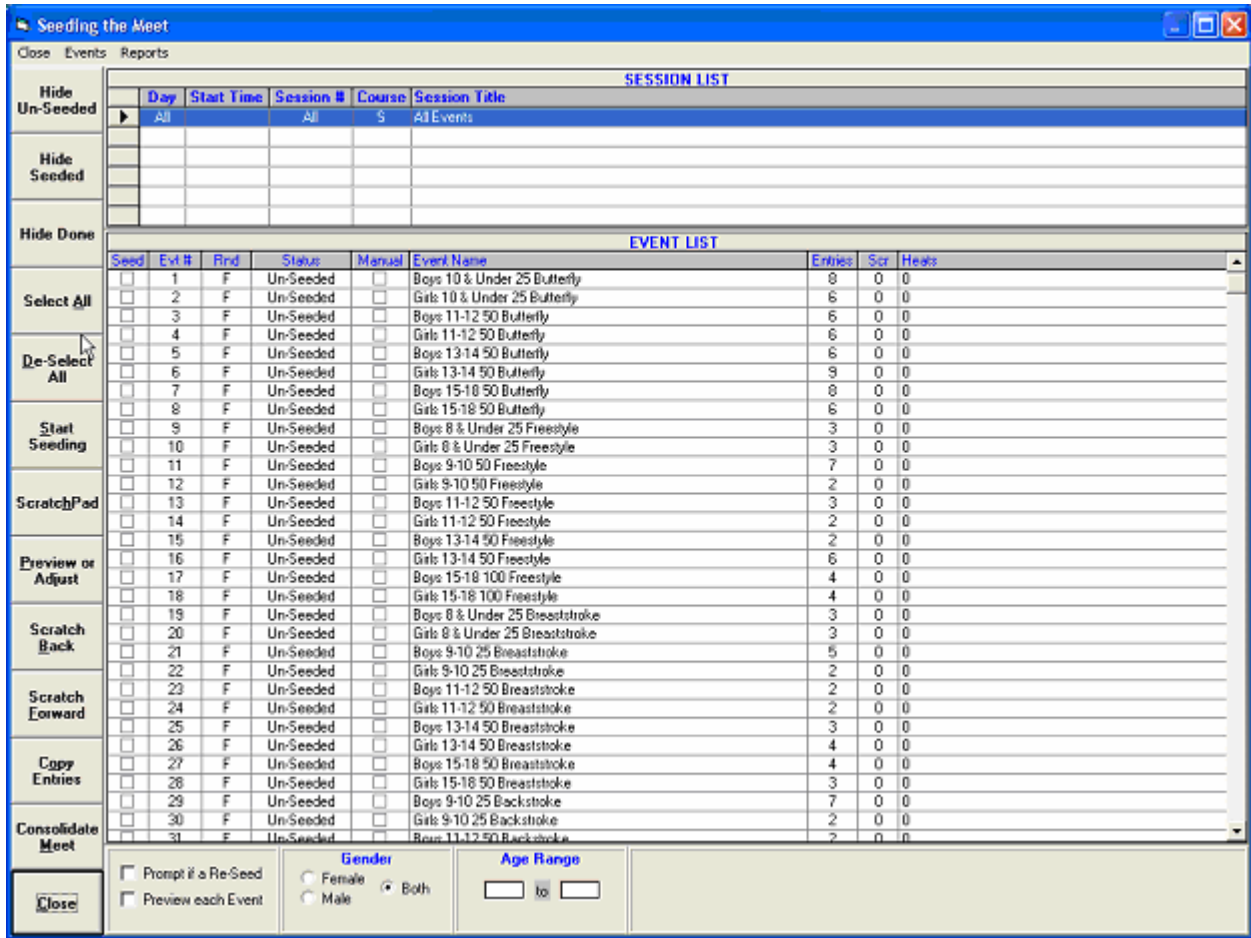 Seeding the Meet
Close Events Reports
Hide
Un-Seeded
Hide
Seeded
Hide Done
Select All
De-Select
All
Start
Seeding
ScratchPad
Preview or
Adjust
Scratch
Back
Scratch
Forward
Copy
Entries
Consolidate
Meet
Close
SESSION LIST
Day Start Time Session # Course Session Title
All All S All Events
EVENT LIST
Seed Evt # Rnd Status Manual Event Name Entries Scr Heats
1 F Un-Seeded Boys 10 & Under 25 Butterfly 8 0 0
2 F Un-Seeded Girls 10 & Under 25 Butterfly 6 0 0
3 F Un-Seeded Boys 11-12 50 Butterfly 6 0 0
4 F Un-Seeded Girls 11-12 50 Butterfly 6 0 0
5 F Un-Seeded Boys 13-14 50 Butterfly 6 0 0
6 F Un-Seeded Girls 13-14 50 Butterfly 9 0 0
7 F Un-Seeded Boys 15-18 50 Butterfly 8 0 0
8 F Un-Seeded Girls 15-18 50 Butterfly 6 0 0
9 F Un-Seeded Boys 8 & Under 25 Freestyle 3 0 0
10 F Un-Seeded Girls 8 & Under 25 Freestyle 3 0 0
11 F Un-Seeded Boys 9-10 50 Freestyle 7 0 0
12 F Un-Seeded Girls 9-10 50 Freestyle 2 0 0
13 F Un-Seeded Boys 11-12 50 Freestyle 3 0 0
14 F Un-Seeded Girls 11-12 50 Freestyle 2 0 0
15 F Un-Seeded Boys 13-14 50 Freestyle 2 0 0
16 F Un-Seeded Girls 13-14 50 Freestyle 6 0 0
17 F Un-Seeded Boys 15-18 100 Freestyle 4 0 0
18 F Un-Seeded Girls 15-18 100 Freestyle 4 0 0
19 F Un-Seeded Boys 8 & Under 25 Breaststroke 3 0 0
20 F Un-Seeded Girls 8 & Under 25 Breaststroke 3 0 0
21 F Un-Seeded Boys 9-10 25 Breaststroke 5 0 0
22 F Un-Seeded Girls 9-10 25 Breaststroke 2 0 0
23 F Un-Seeded Boys 11-12 50 Breaststroke 2 0 0
24 F Un-Seeded Girls 11-12 50 Breaststroke 2 0 0
25 F Un-Seeded Boys 13-14 50 Breaststroke 3 0 0
26 F Un-Seeded Girls 13-14 50 Breaststroke 4 0 0
27 F Un-Seeded Boys 15-18 50 Breaststroke 4 0 0
28 F Un-Seeded Girls 15-18 50 Breaststroke 3 0 0
29 F Un-Seeded Boys 9-10 25 Backstroke 7 0 0
30 F Un-Seeded Girls 9-10 25 Backstroke 2 0 0
31 F Un-Seeded Boys 11-12 50 Backstroke 2 0 0
Prompt if a Re-Seed
Preview each Event
Gender
Female
Male
Both
Age Range
to